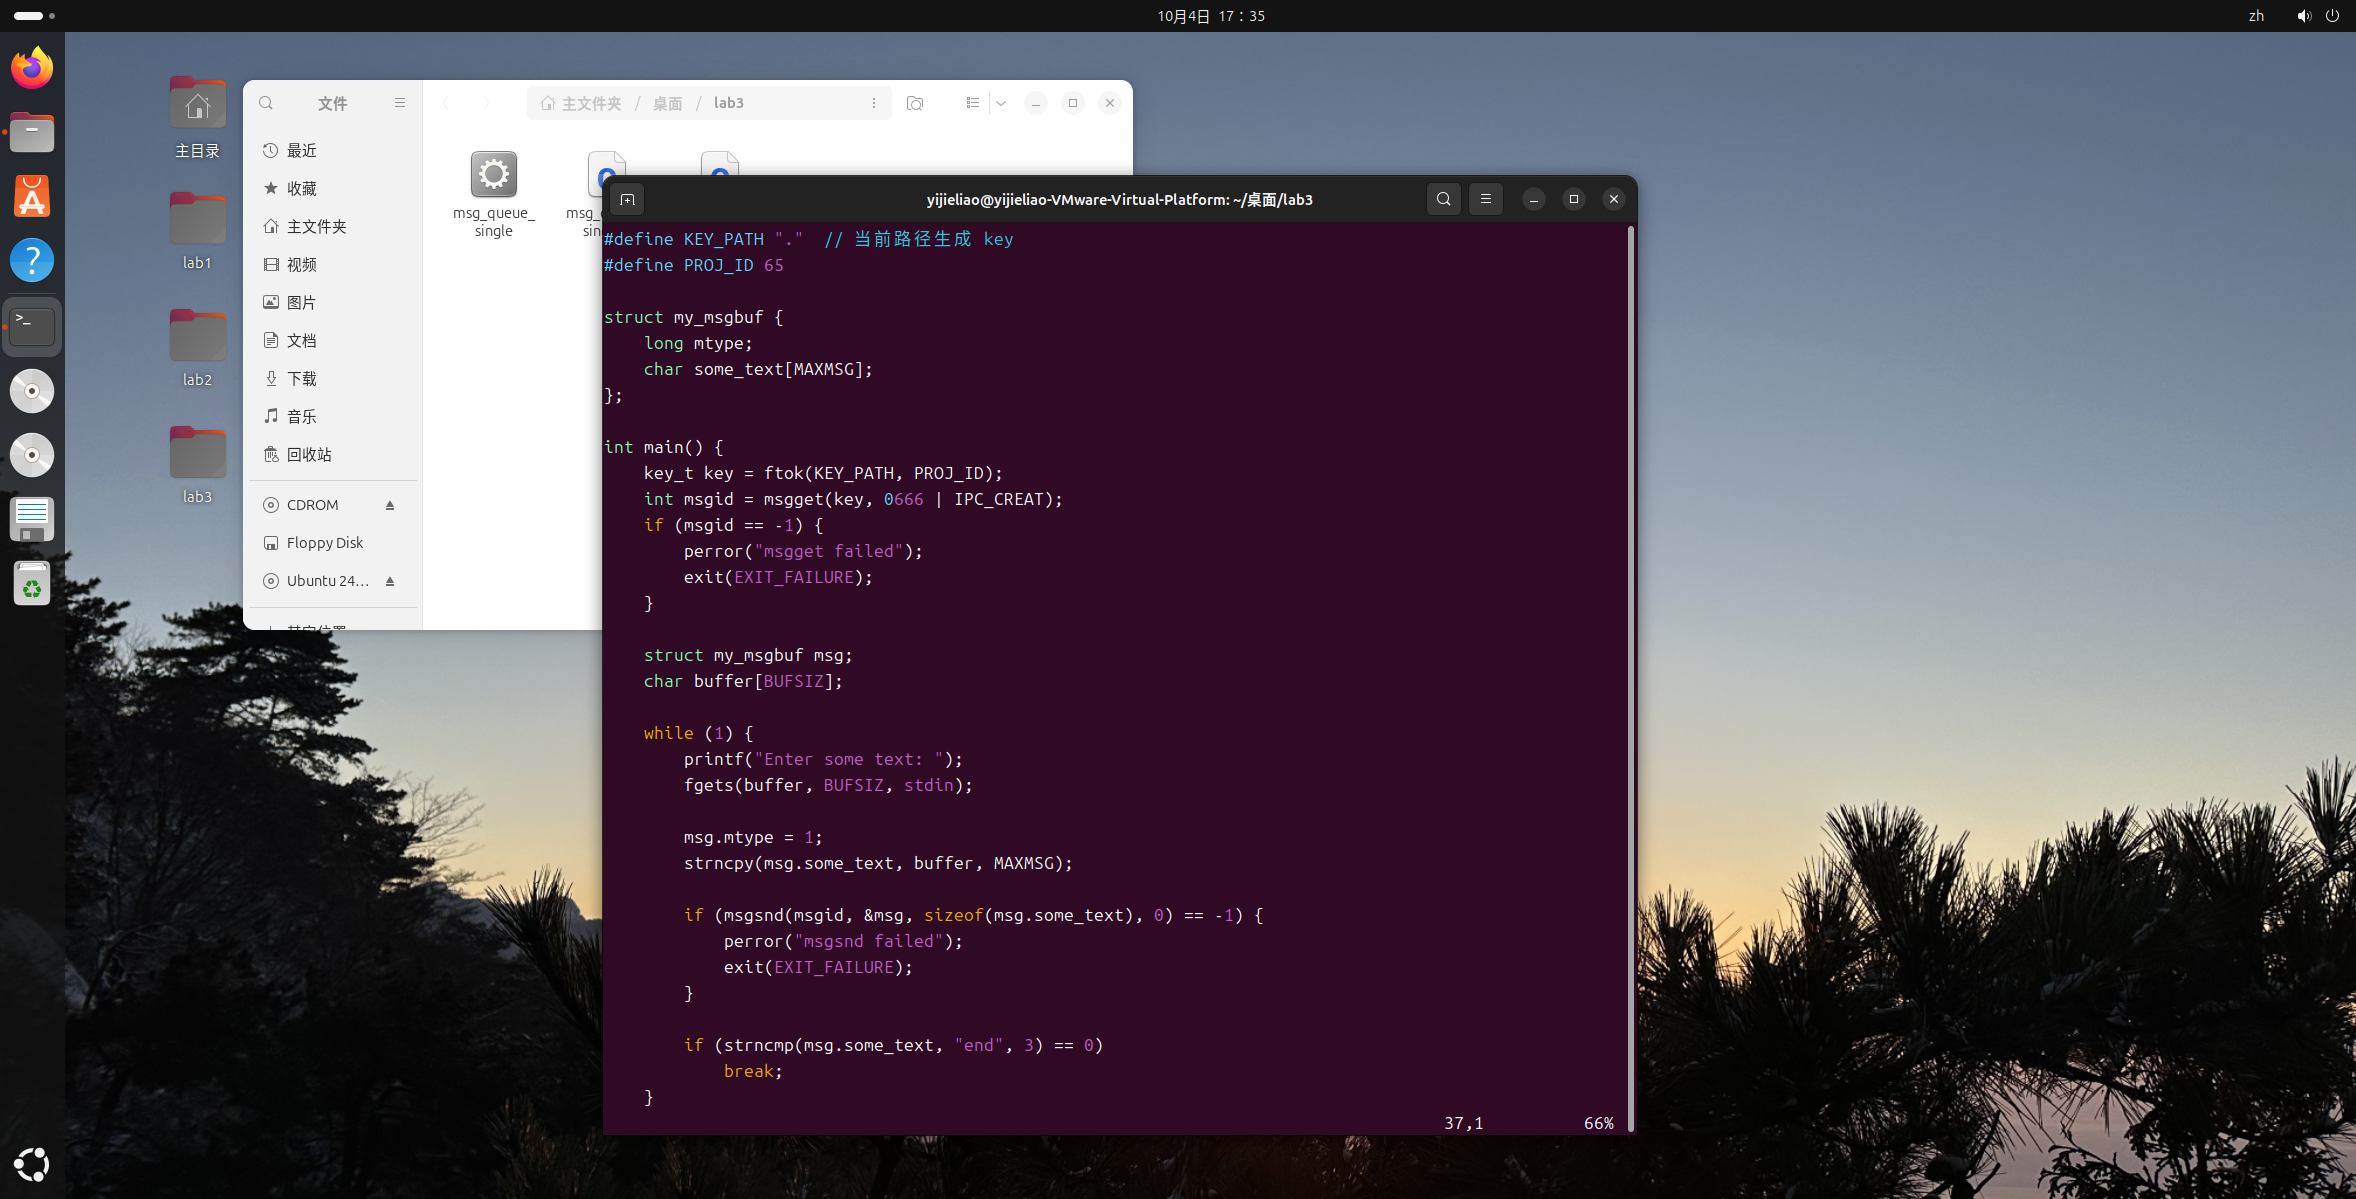 10月4日 17：35
zh
主目录
lab1
lab2
lab3
文件
主文件夹 / 桌面 / lab3
最近
收藏
主文件夹
视频
图片
文档
下载
音乐
回收站
CDROM
Floppy Disk
Ubuntu 24...
msg_queue_
single
yijieliao@yijieliao-VMware-Virtual-Platform: ~/桌面/lab3
#define KEY_PATH "."  // 当前路径生成 key
#define PROJ_ID 65
struct my_msgbuf {
    long mtype;
    char some_text[MAXMSG];
};
int main() {
    key_t key = ftok(KEY_PATH, PROJ_ID);
    int msgid = msgget(key, 0666 | IPC_CREAT);
    if (msgid == -1) {
        perror("msgget failed");
        exit(EXIT_FAILURE);
    }
    struct my_msgbuf msg;
    char buffer[BUFSIZ];
    while (1) {
        printf("Enter some text: ");
        fgets(buffer, BUFSIZ, stdin);
        msg.mtype = 1;
        strncpy(msg.some_text, buffer, MAXMSG);
        if (msgsnd(msgid, &msg, sizeof(msg.some_text), 0) == -1) {
            perror("msgsnd failed");
            exit(EXIT_FAILURE);
        }
        if (strncmp(msg.some_text, "end", 3) == 0)
            break;
    }
37,1 66%